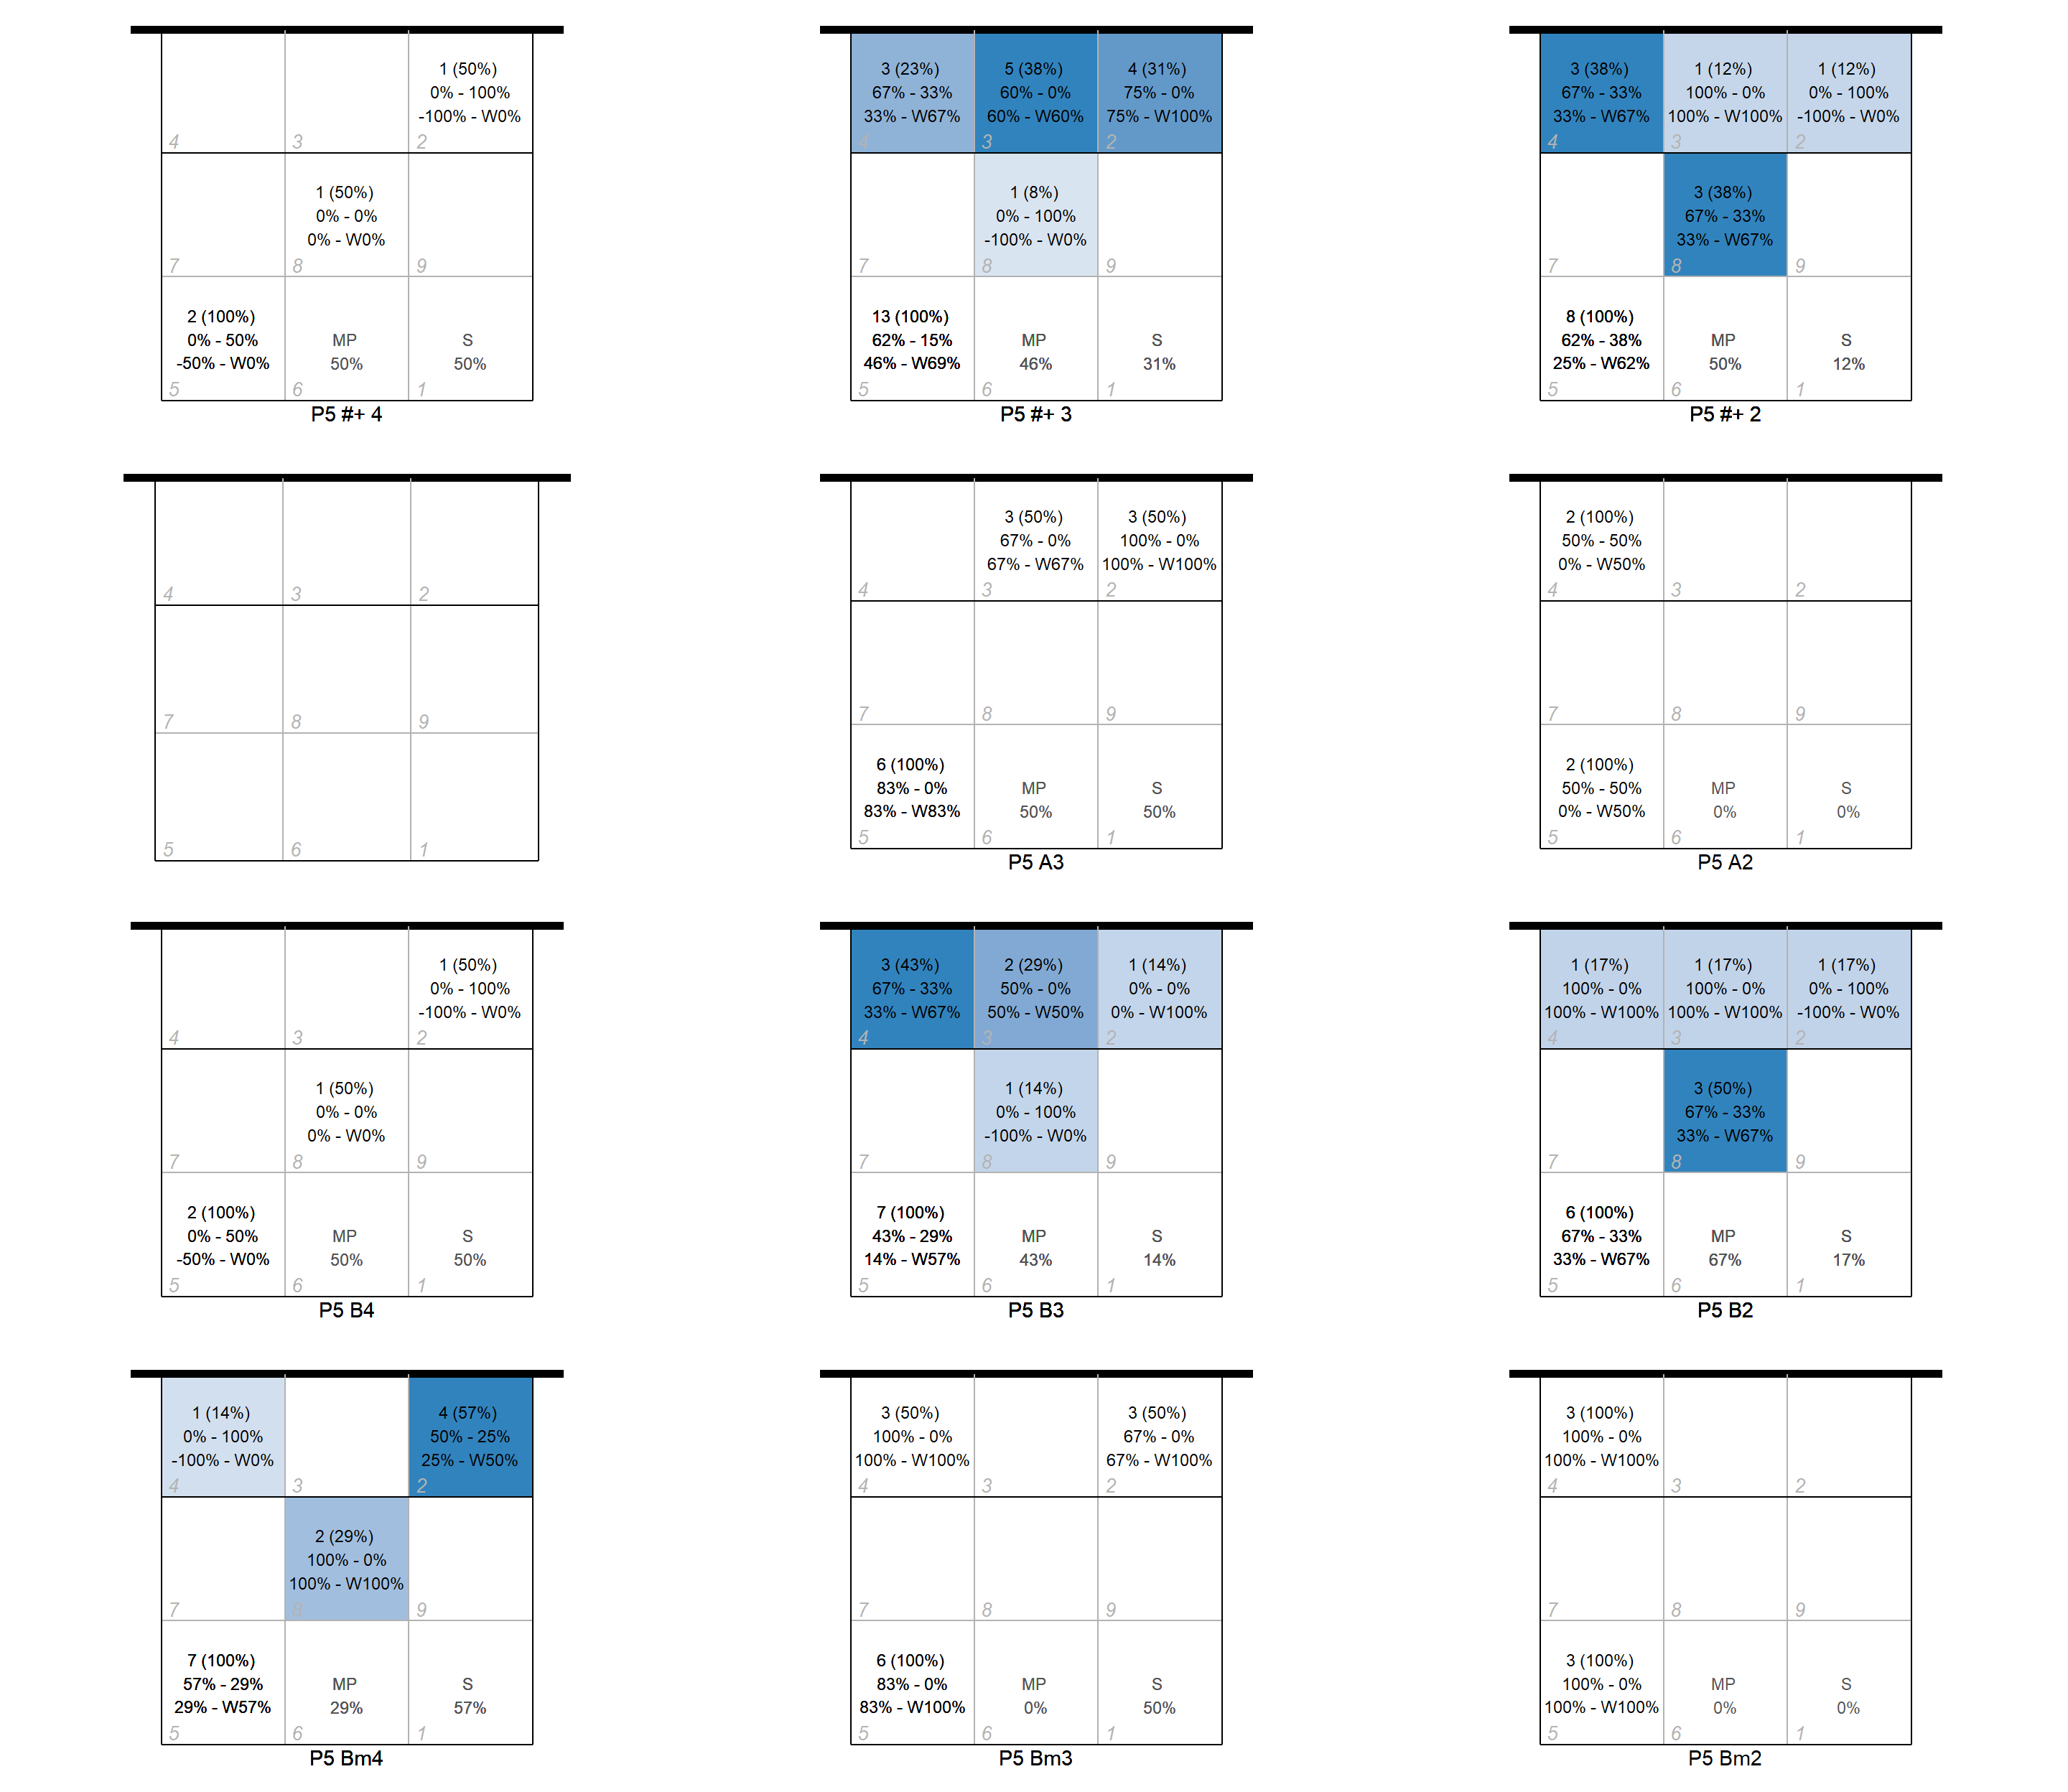 1 (50%)
0% - 100%
-100% - W0%
4
3
2
1 (50%)
0% - 0%
0% - W0%
7
8
9
2 (100%)
0% - 50%
-50% - W0%
MP
50%
S
50%
5
6
1
P5 #+ 4
3 (23%)
67% - 33%
33% - W67%
4
5 (38%)
60% - 0%
60% - W60%
3
4 (31%)
75% - 0%
75% - W100%
2
7
1 (8%)
0% - 100%
-100% - W0%
8
9
13 (100%)
62% - 15%
46% - W69%
5
MP
46%
6
S
31%
1
P5 #+ 3
3 (38%)
67% - 33%
33% - W67%
4
1 (12%)
100% - 0%
100% - W100%
3
1 (12%)
0% - 100%
-100% - W0%
2
7
3 (38%)
67% - 33%
33% - W67%
8
9
8 (100%)
62% - 38%
25% - W62%
5
MP
50%
6
S
12%
1
P5 #+ 2
4
3
2
7
8
9
5
6
1
4
3 (50%)
67% - 0%
67% - W67%
3
3 (50%)
100% - 0%
100% - W100%
2
7
8
9
6 (100%)
83% - 0%
83% - W83%
5
MP
50%
6
S
50%
1
P5 A3
2 (100%)
50% - 50%
0% - W50%
4
3
2
7
8
9
2 (100%)
50% - 50%
0% - W50%
5
MP
0%
6
S
0%
1
P5 A2
4
3
1 (50%)
0% - 100%
-100% - W0%
2
7
1 (50%)
0% - 0%
0% - W0%
8
9
2 (100%)
0% - 50%
-50% - W0%
5
MP
50%
6
S
50%
1
P5 B4
3 (43%)
67% - 33%
33% - W67%
4
2 (29%)
50% - 0%
50% - W50%
3
1 (14%)
0% - 0%
0% - W100%
2
7
1 (14%)
0% - 100%
-100% - W0%
8
9
7 (100%)
43% - 29%
14% - W57%
5
MP
43%
6
S
14%
1
P5 B3
1 (17%)
100% - 0%
100% - W100%
4
1 (17%)
100% - 0%
100% - W100%
3
1 (17%)
0% - 100%
-100% - W0%
2
7
3 (50%)
67% - 33%
33% - W67%
8
9
6 (100%)
67% - 33%
33% - W67%
5
MP
67%
6
S
17%
1
P5 B2
1 (14%)
0% - 100%
-100% - W0%
4
3
4 (57%)
50% - 25%
25% - W50%
2
7
2 (29%)
100% - 0%
100% - W100%
8
9
7 (100%)
57% - 29%
29% - W57%
5
MP
29%
6
S
57%
1
P5 Bm4
3 (50%)
100% - 0%
100% - W100%
4
3
3 (50%)
67% - 0%
67% - W100%
2
7
8
9
6 (100%)
83% - 0%
83% - W100%
5
MP
0%
6
S
50%
1
P5 Bm3
3 (100%)
100% - 0%
100% - W100%
4
3
2
7
8
9
3 (100%)
100% - 0%
100% - W100%
5
MP
0%
6
S
0%
1
P5 Bm2